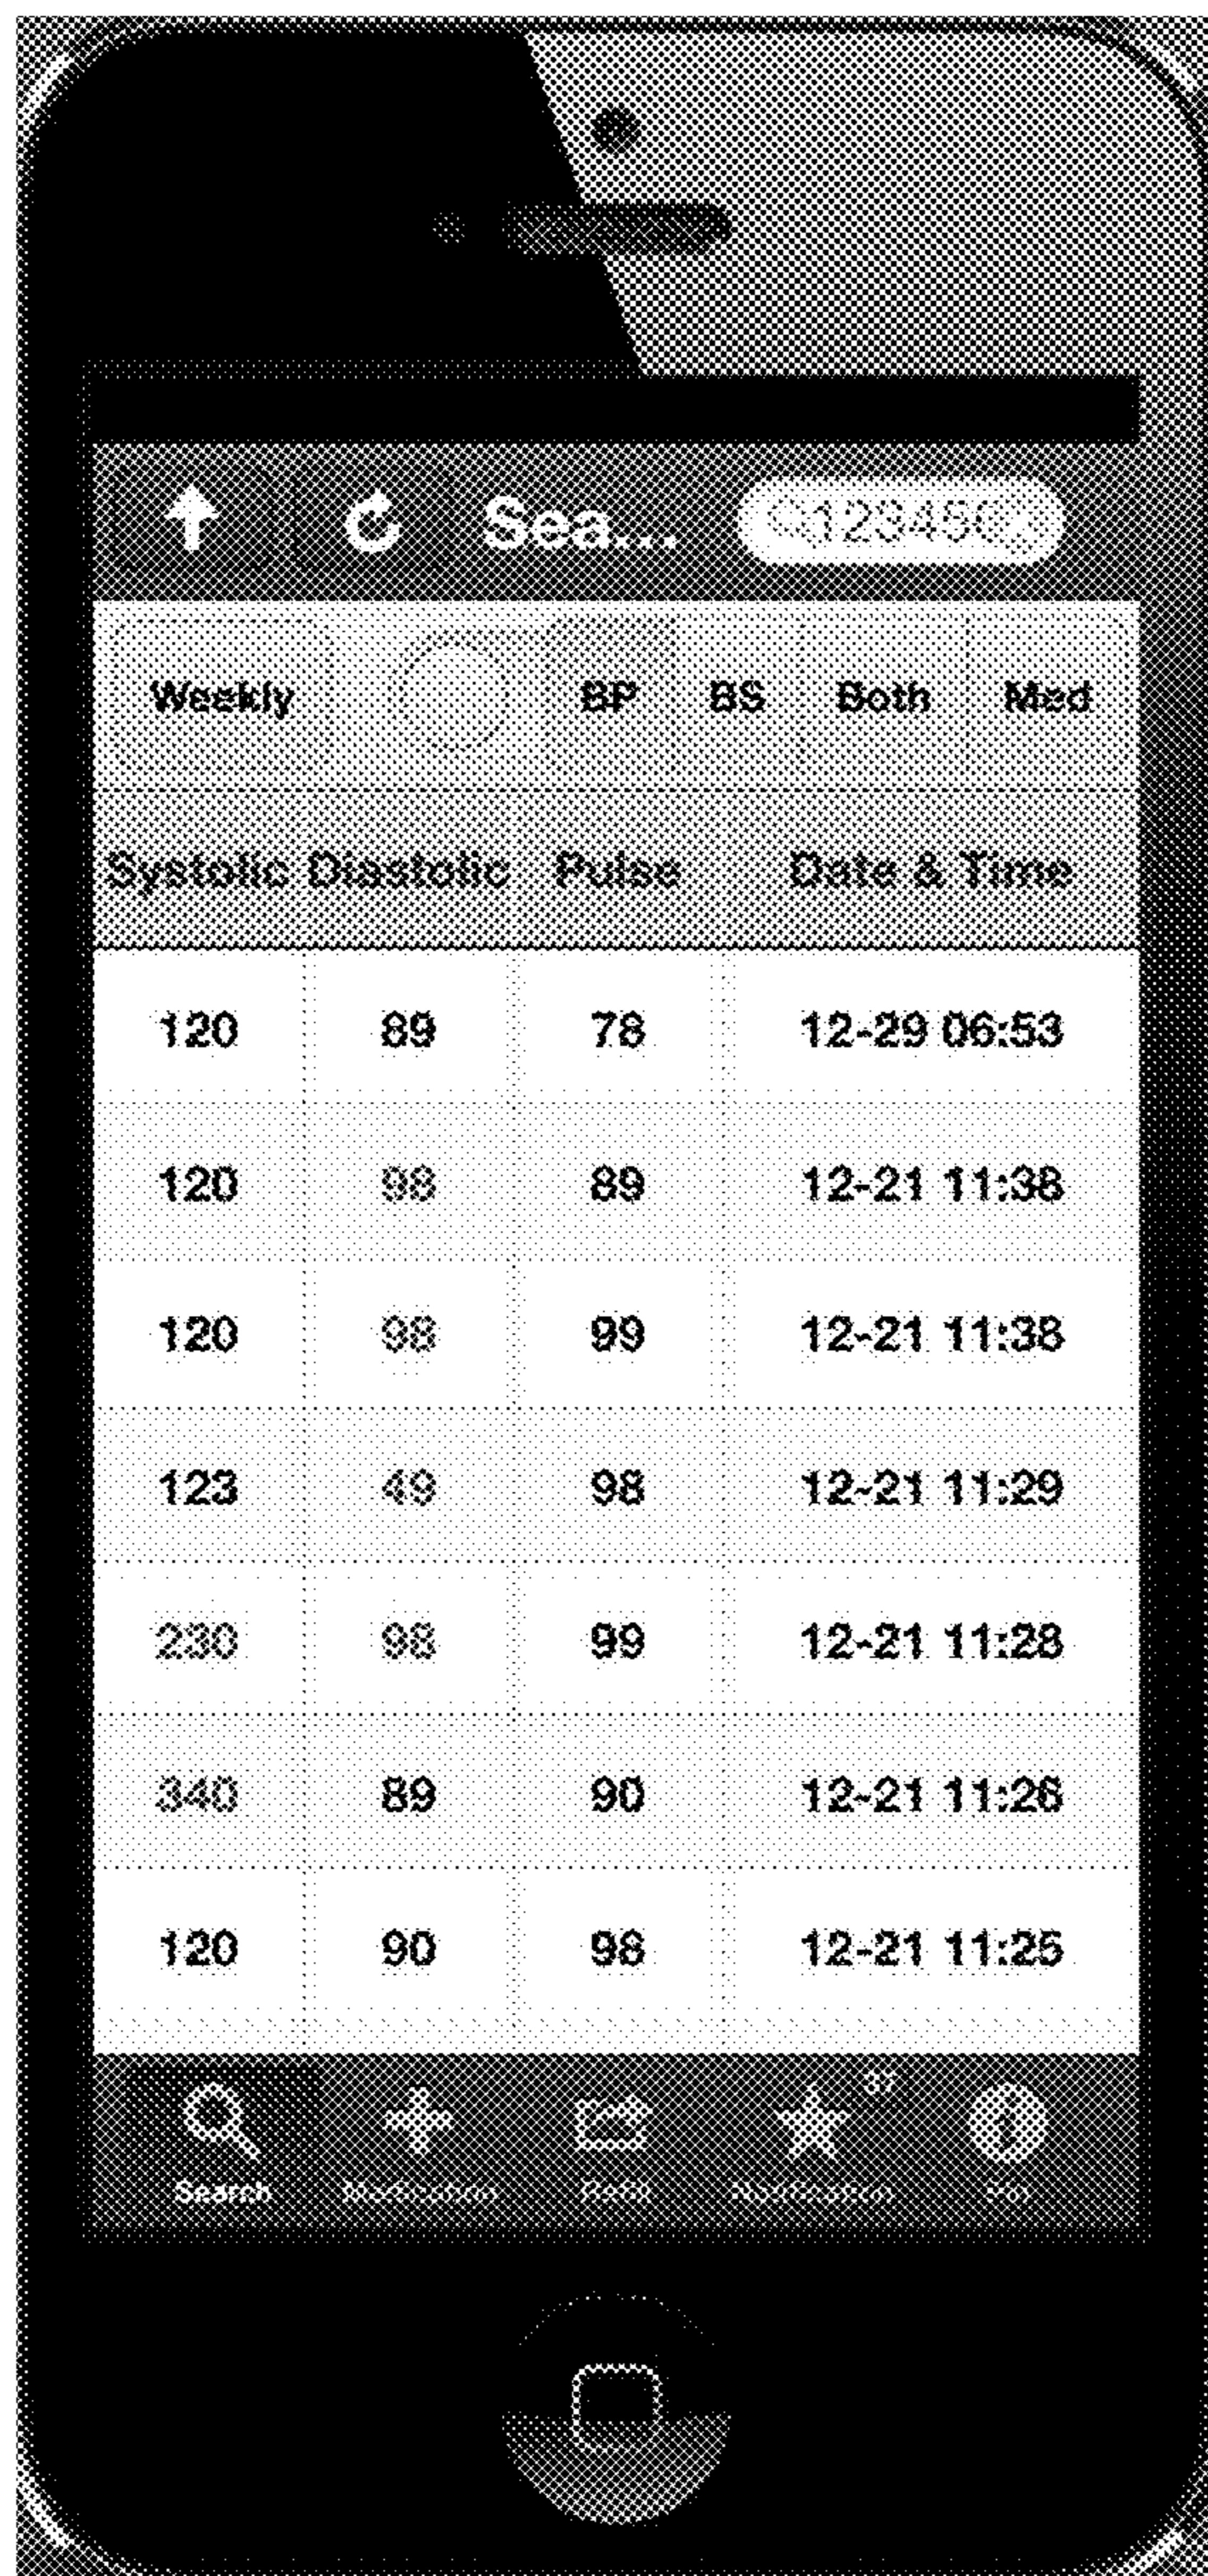 Sea...
Weekly BP BS Both Med
Systolic Diastolic Pulse Date & Time
120 89 78 12-29 06:53
120 98 89 12-21 11:38
120 98 99 12-21 11:38
123 49 98 12-21 11:29
230 98 99 12-21 11:28
340 89 90 12-21 11:26
120 90 98 12-21 11:25
Search Notification